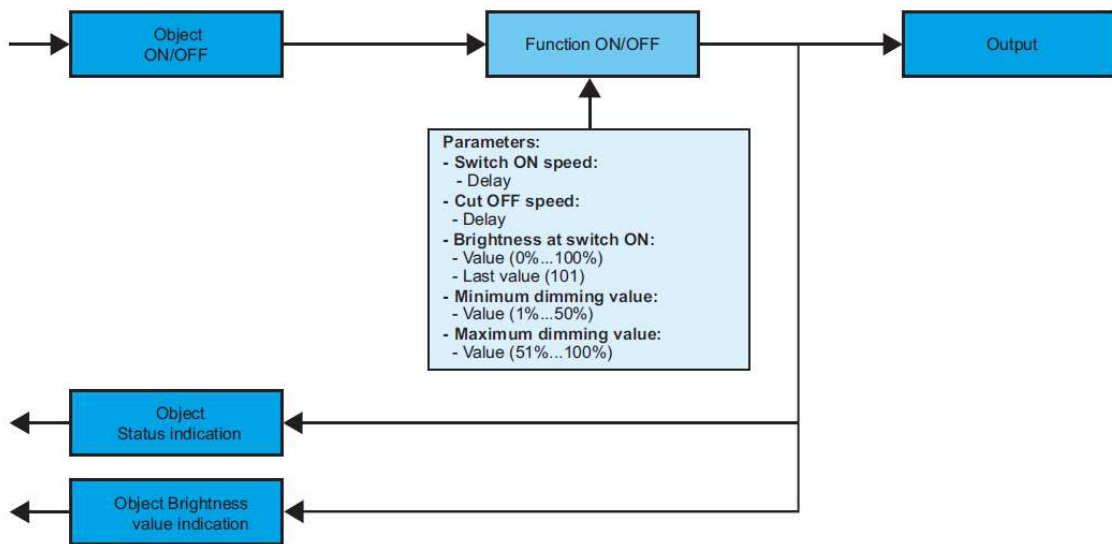 Object
ON/OFF
Function ON/OFF
Output
Parameters:
- Switch ON speed:
- Delay
- Cut OFF speed:
- Delay
- Brightness at switch ON:
- Value (0%...100%)
- Last value (101)
- Minimum dimming value:
- Value (1%...50%)
- Maximum dimming value:
- Value (51%...100%)
Object
Status indication
Object Brightness
value indication